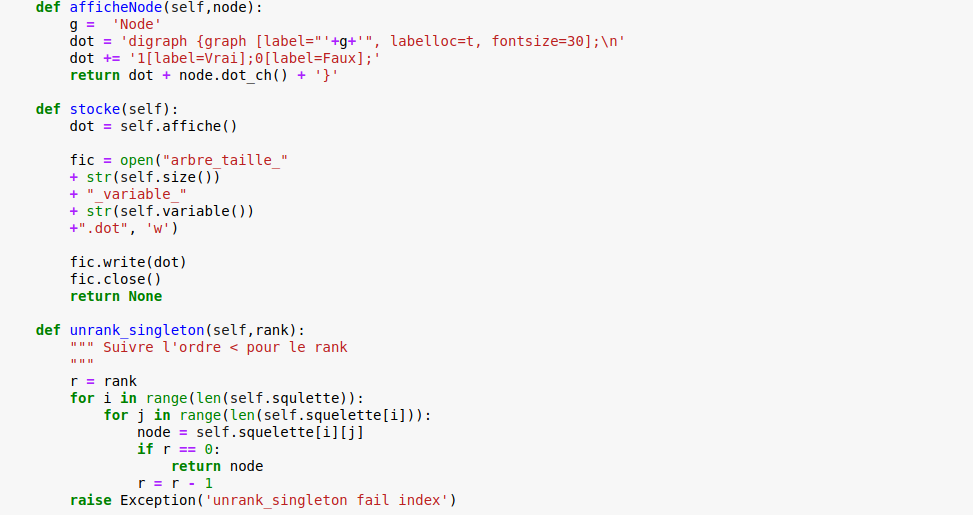 def afficheNode(self,node):
    g =  'Node'
    dot = 'digraph {graph [label="'+g+'", labelloc=t, fontsize=30];\n'
    dot += '1[label=Vrai];0[label=Faux];'
    return dot + node.dot_ch() + '}'

def stocke(self):
    dot = self.affiche()

    fic = open("arbre_taille_"
    + str(self.size())
    + "_variable_"
    + str(self.variable())
    +".dot", 'w')

    fic.write(dot)
    fic.close()
    return None

def unrank_singleton(self,rank):
    """ Suivre l'ordre < pour le rank
    """
    r = rank
    for i in range(len(self.squlette)):
        for j in range(len(self.squelette[i])):
            node = self.squelette[i][j]
            if r == 0:
                return node
            r = r - 1
    raise Exception('unrank_singleton fail index')